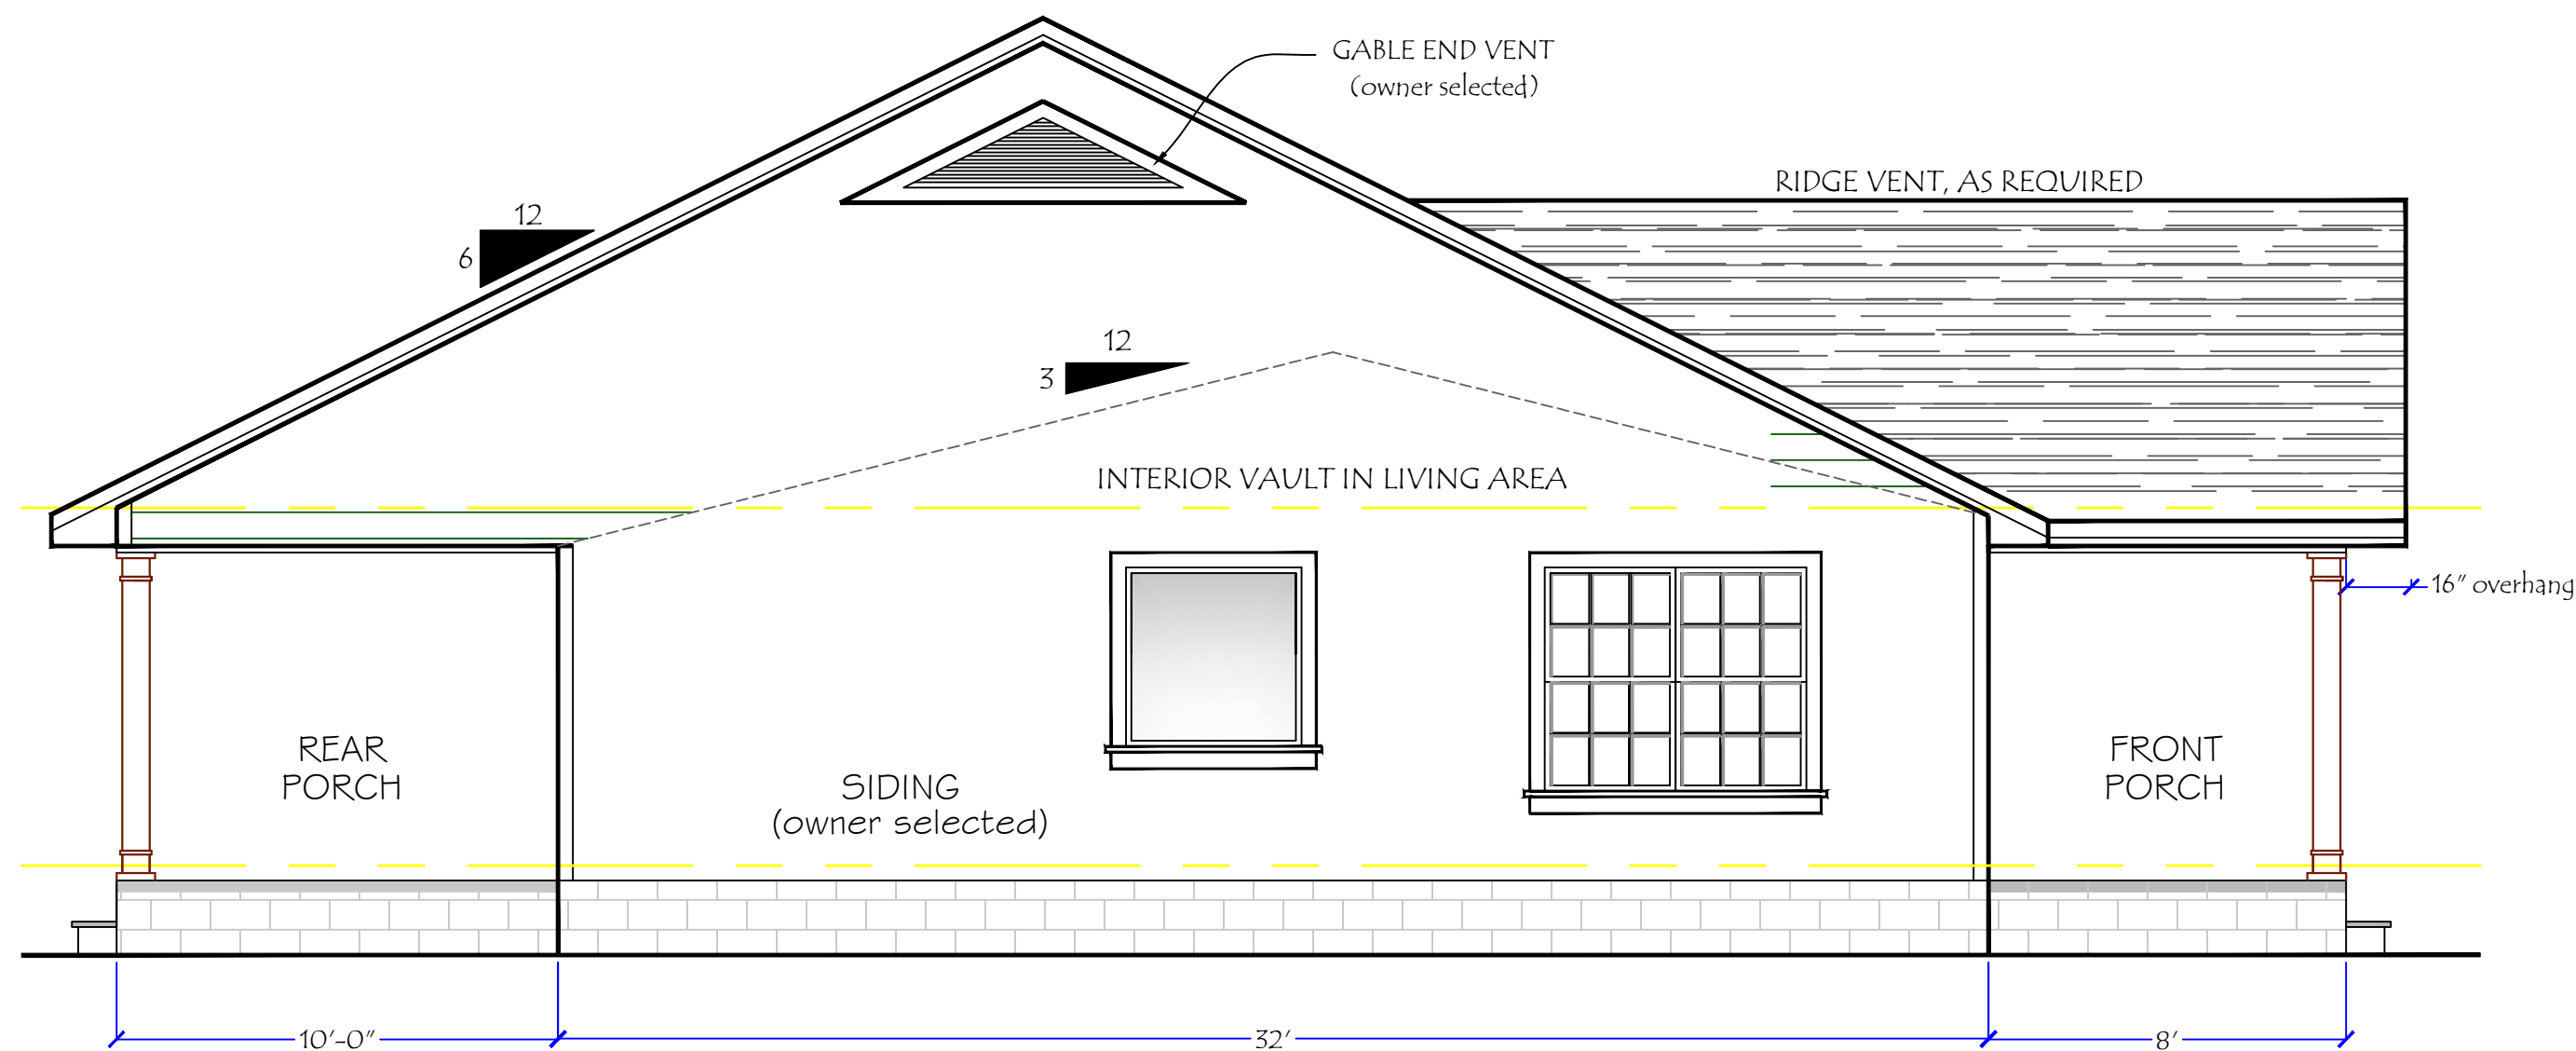 GABLE END VENT
(owner selected)
RIDGE VENT, AS REQUIRED
12
6
12
3
INTERIOR VAULT IN LIVING AREA
16" overhang
REAR
PORCH
SIDING
(owner selected)
FRONT
PORCH
10'-0"
32'
8'